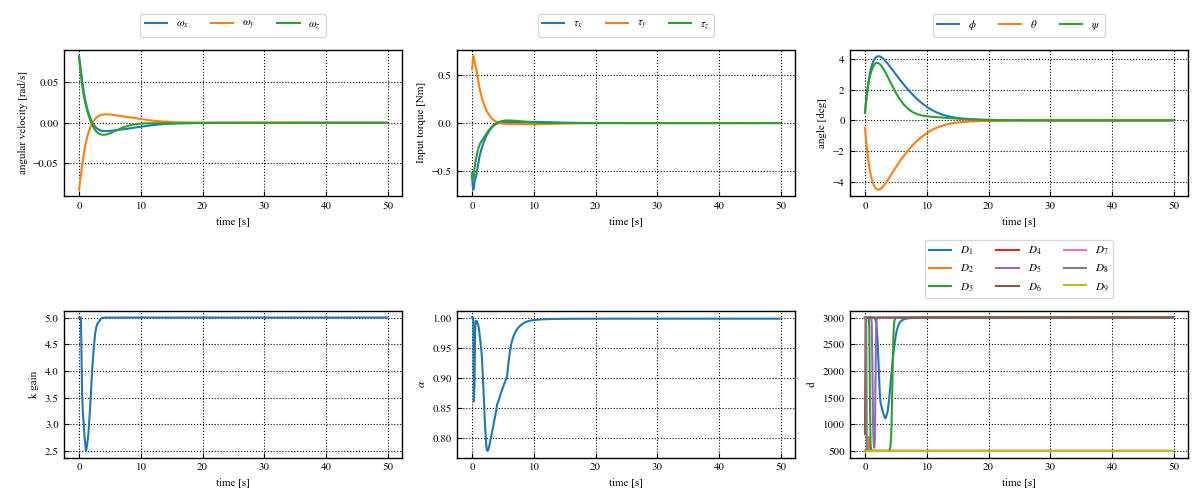 ωx ωy ωz
angular velocity [rad/s]
0.05
0.00
−0.05
0 10 20 30 40 50
time [s]
τx τy τz
Input torque [Nm]
0.5
0.0
−0.5
0 10 20 30 40 50
time [s]
ϕ θ ψ
angle [deg]
4
2
0
−2
−4
0 10 20 30 40 50
time [s]
k gain
5.0
4.5
4.0
3.5
3.0
2.5
0 10 20 30 40 50
time [s]
α
1.00
0.95
0.90
0.85
0.80
0 10 20 30 40 50
time [s]
D1 D4 D7
D2 D5 D8
D3 D6 D9
d
3000
2500
2000
1500
1000
500
0 10 20 30 40 50
time [s]